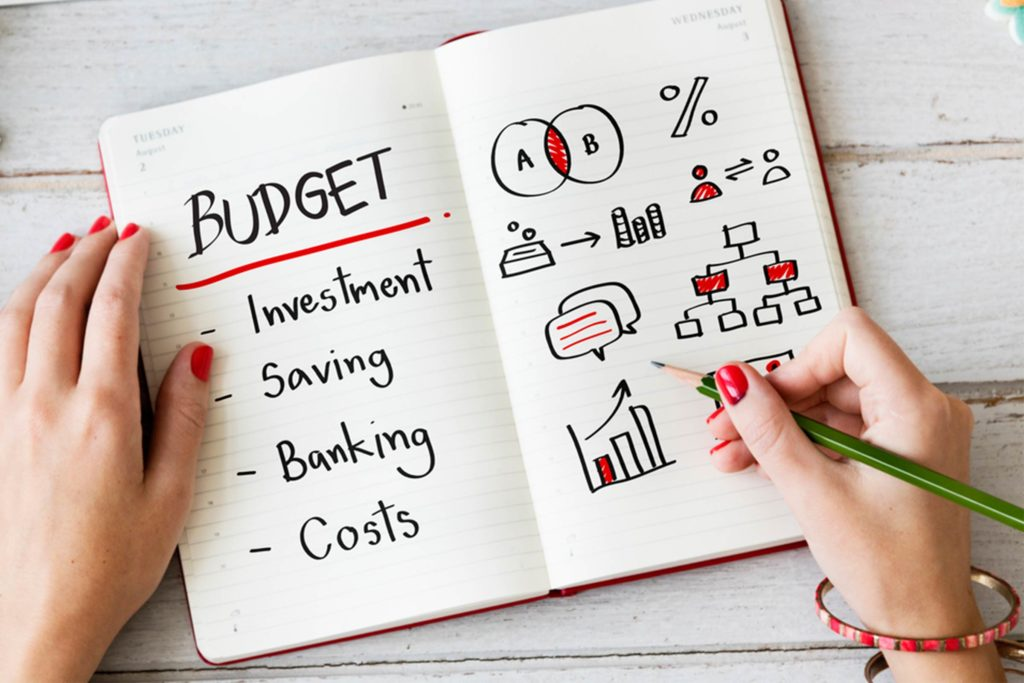 TUESDAY
August
2
BUDGET
- Investment
- Saving
- Banking
- Costs
WEDNESDAY
August
3
%
A B